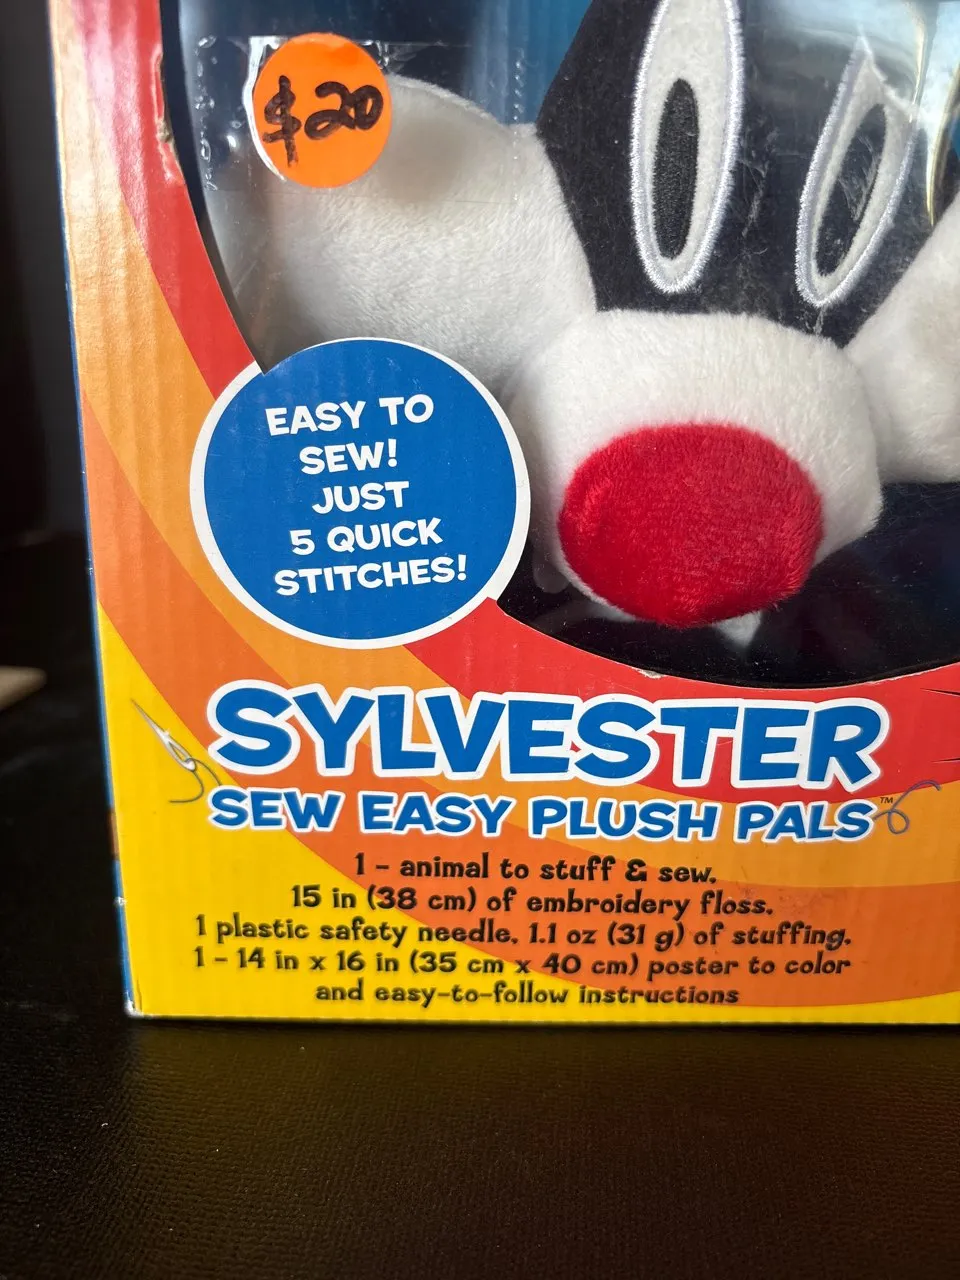 $20
EASY TO
SEW!
JUST
5 QUICK
STITCHES!
SYLVESTER
SEW EASY PLUSH PALS™
1 - animal to stuff & sew.
15 in (38 cm) of embroidery floss.
1 plastic safety needle. 1.1 oz (31 g) of stuffing.
1 - 14 in x 16 in (35 cm x 40 cm) poster to color
and easy-to-follow instructions